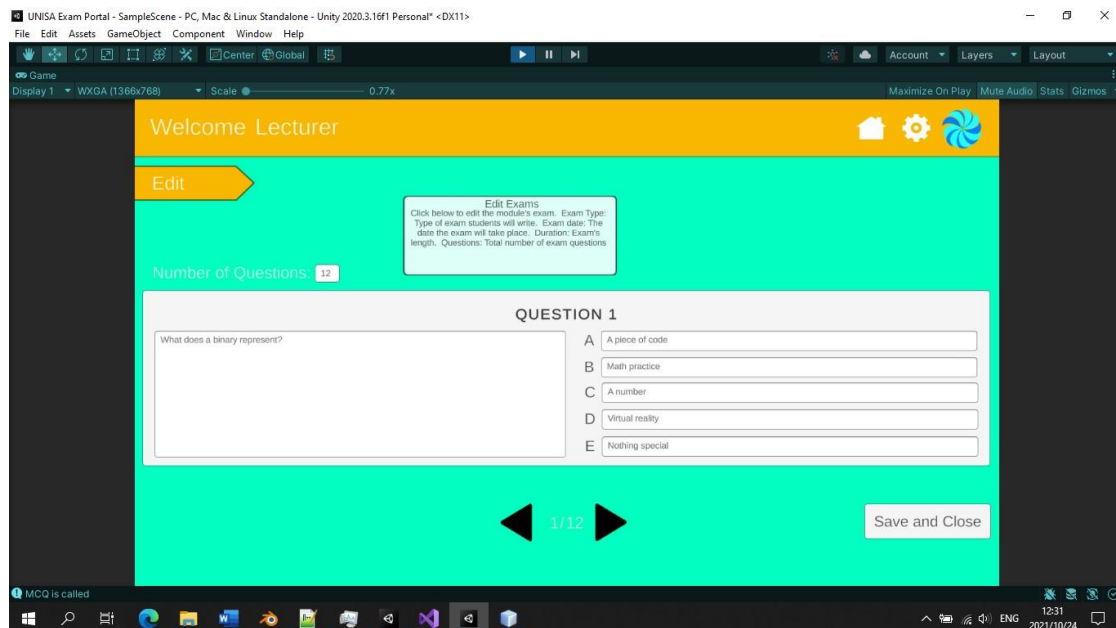 UNISA Exam Portal - SampleScene - PC, Mac & Linux Standalone - Unity 2020.3.16f1 Personal* <DX11>
File Edit Assets GameObject Component Window Help
Center Global Account Layers Layout
Game
Display 1 WXGA (1366x768) Scale 0.77x Maximize On Play Mute Audio Stats Gizmos
Welcome Lecturer
Edit
Edit Exams
Click below to edit the module's exam. Exam Type:
Type of exam students will write. Exam date: The
date the exam will take place. Duration: Exam's
length. Questions: Total number of exam questions
Number of Questions: 12
QUESTION 1
What does a binary represent?
A A piece of code
B Math practice
C A number
D Virtual reality
E Nothing special
1/12
Save and Close
MCQ is called
ENG 12:31
2021/10/24